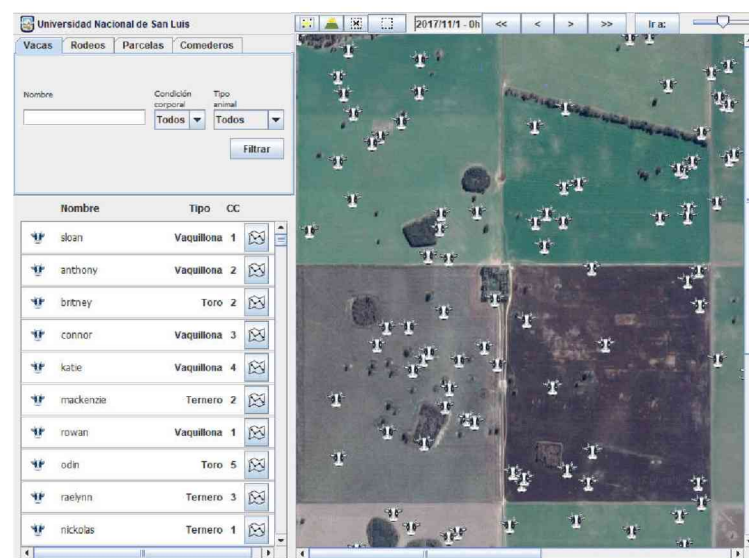 Universidad Nacional de San Luis
2017/11/1 - 0h << < > >> Ir a:
Vacas Rodeos Parcelas Comederos
Nombre
Condición corporal
Tipo animal
Todos
Todos
Filtrar
Nombre Tipo CC
sloan Vaquillona 1
anthony Vaquillona 2
britney Toro 2
connor Vaquillona 3
katie Vaquillona 4
mackenzie Ternero 2
rowan Vaquillona 1
odin Toro 5
raelynn Ternero 3
nickolas Ternero 1